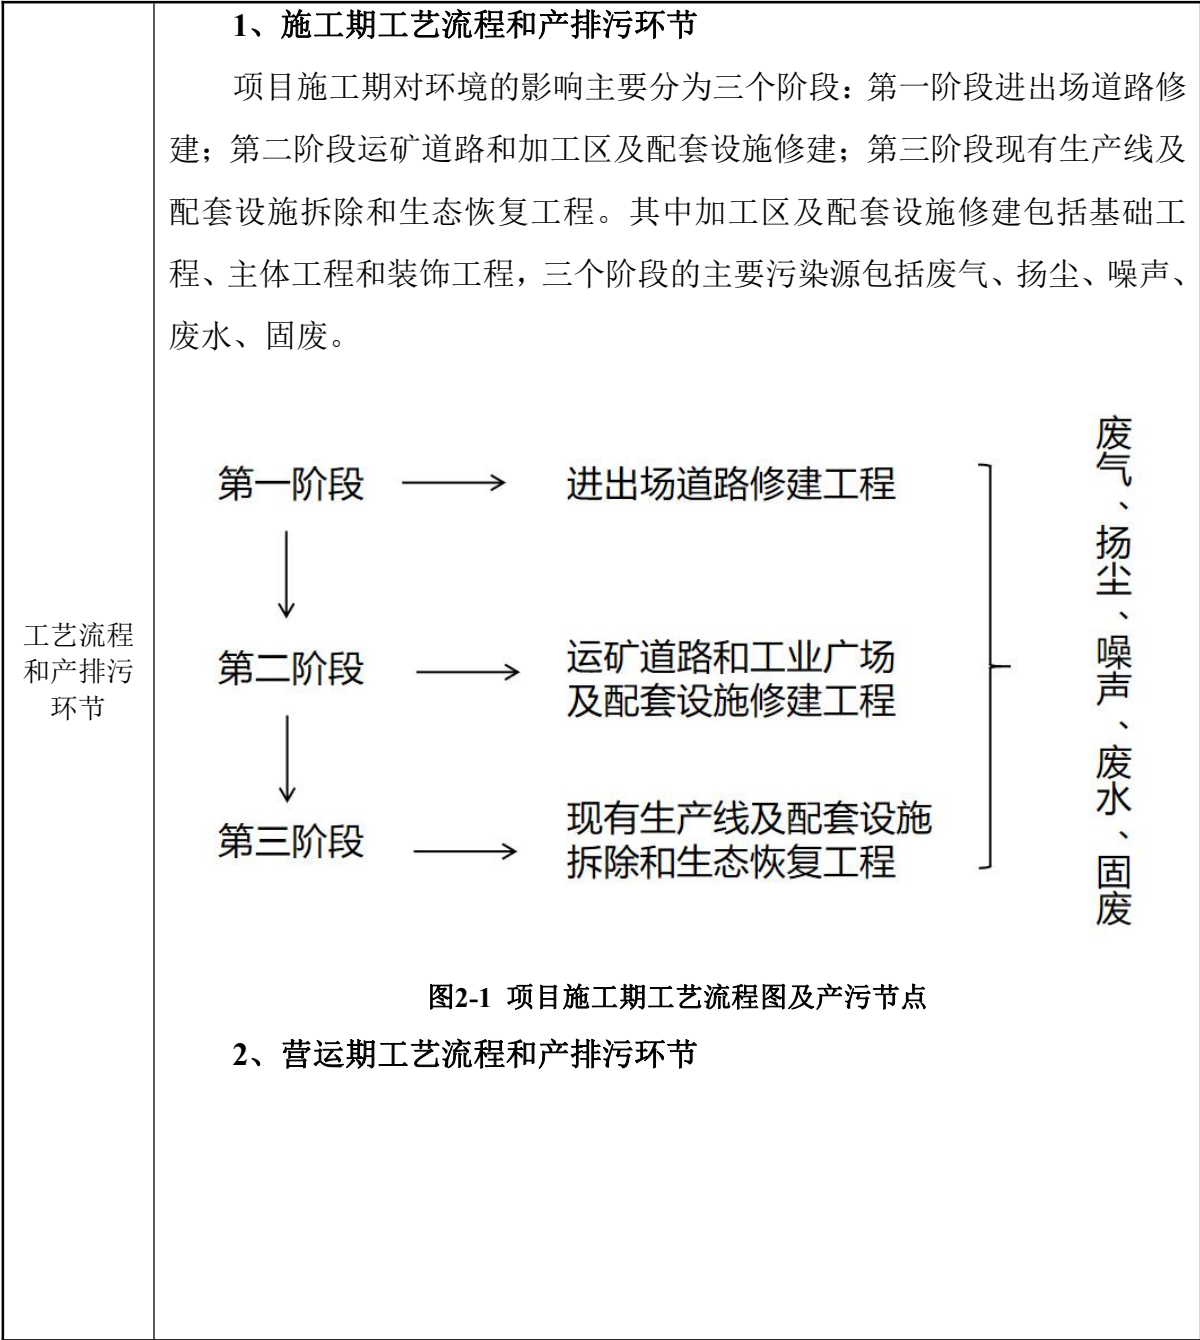 工艺流程
和产排污
环节
1、施工期工艺流程和产排污环节
项目施工期对环境的影响主要分为三个阶段：第一阶段进出场道路修
建；第二阶段运矿道路和加工区及配套设施修建；第三阶段现有生产线及
配套设施拆除和生态恢复工程。其中加工区及配套设施修建包括基础工
程、主体工程和装饰工程，三个阶段的主要污染源包括废气、扬尘、噪声、
废水、固废。
第一阶段
进出场道路修建工程
第二阶段
运矿道路和工业广场
及配套设施修建工程
第三阶段
现有生产线及配套设施
拆除和生态恢复工程
废气、扬尘、噪声、废水、固废
图2-1 项目施工期工艺流程图及产污节点
2、营运期工艺流程和产排污环节